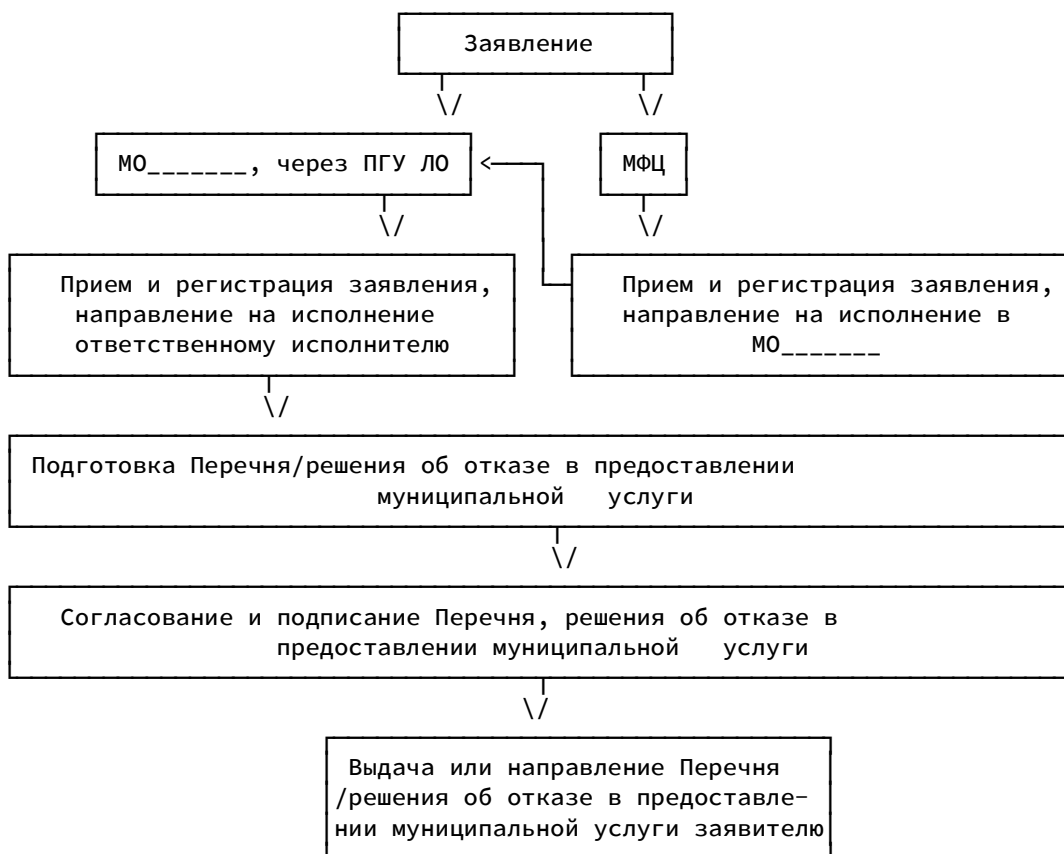 Заявление
МО_______, через ПГУ ЛО
МФЦ
Прием и регистрация заявления,
направление на исполнение
ответственному исполнителю
Прием и регистрация заявления,
направление на исполнение в
МО_______
Подготовка Перечня/решения об отказе в предоставлении
муниципальной услуги
Согласование и подписание Перечня, решения об отказе в
предоставлении муниципальной услуги
Выдача или направление Перечня
/решения об отказе в предоставле-
нии муниципальной услуги заявителю